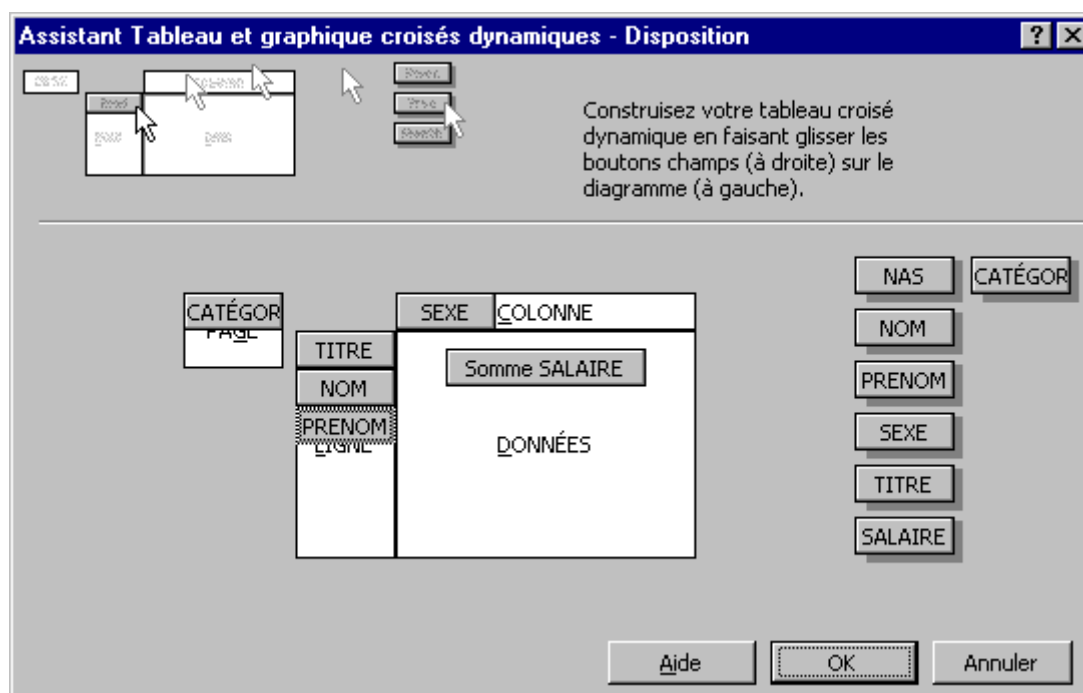 Assistant Tableau et graphique croisés dynamiques - Disposition
Construisez votre tableau croisé
dynamique en faisant glisser les
boutons champs (à droite) sur le
diagramme (à gauche).
NAS CATÉGOR
CATÉGOR SEXE COLONNE
PAGE
NOM
TITRE
Somme SALAIRE
NOM
PRENOM
PRENOM
LIGNE
DONNÉES
SEXE
TITRE
SALAIRE
Aide OK Annuler